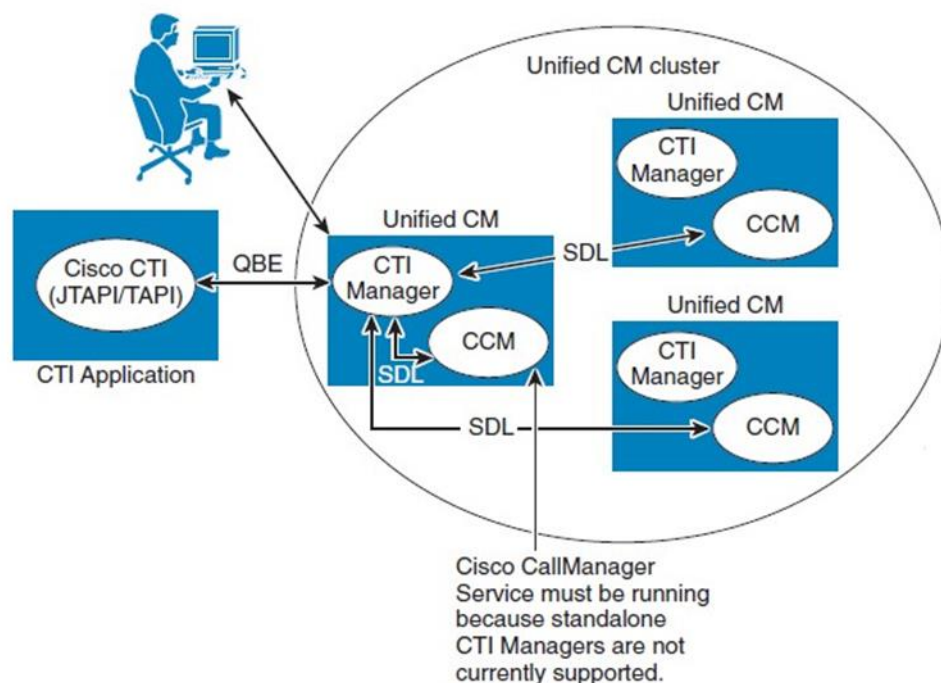 Unified CM cluster
Unified CM
CTI
Manager
CCM
Unified CM
CTI
Manager
CCM
SDL
SDL
QBE
Cisco CTI
(JTAPI/TAPI)
CTI Application
Unified CM
CTI
Manager
CCM
SDL
Cisco CallManager
Service must be running
because standalone
CTI Managers are not
currently supported.